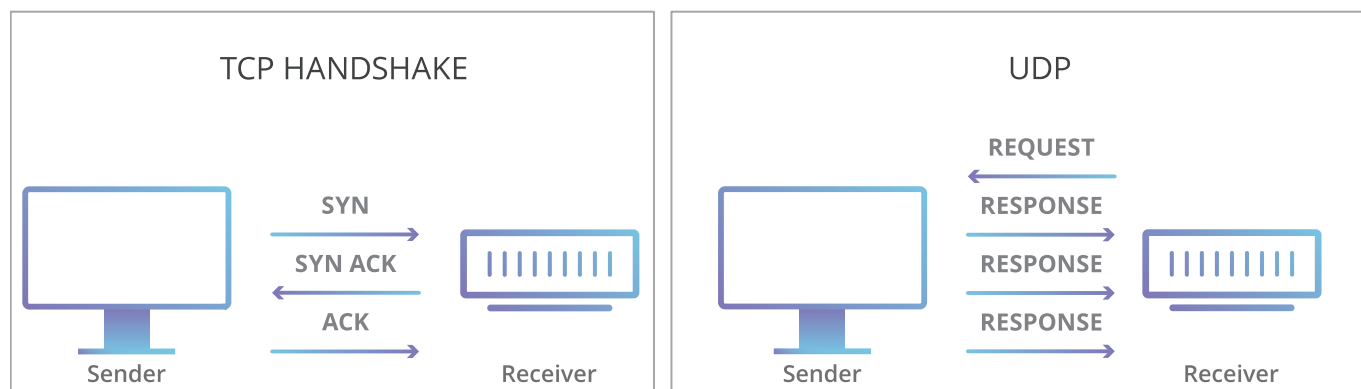 TCP HANDSHAKE
SYN
SYN ACK
ACK
Sender
Receiver
UDP
REQUEST
RESPONSE
RESPONSE
RESPONSE
Sender
Receiver